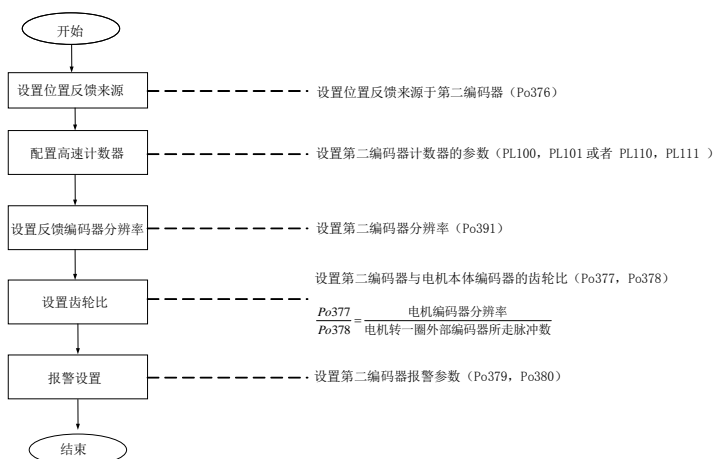 开始
设置位置反馈来源
设置位置反馈来源于第二编码器（Po376）
配置高速计数器
设置第二编码器计数器的参数（PL100，PL101 或者 PL110，PL111 ）
设置反馈编码器分辨率
设置第二编码器分辨率（Po391）
设置齿轮比
设置第二编码器与电机本体编码器的齿轮比（Po377，Po378）
Po377 / Po378 = 电机编码器分辨率 / 电机转一圈外部编码器所走脉冲数
报警设置
设置第二编码器报警参数（Po379，Po380）
结束